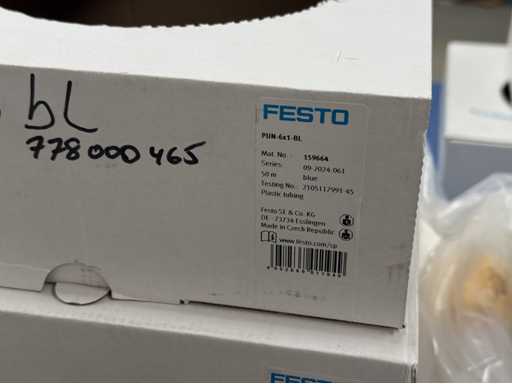 bL
778000465
FESTO
PUN-6x1-BL
Mat. No.: 159664
Series: 09-2024-061
50 m blue
Testing No.: 2105117991-45
Plastic tubing
Festo SE & Co. KG
DE - 73734 Esslingen
Made in Czech Republic
www.festo.com/sp
FESTO